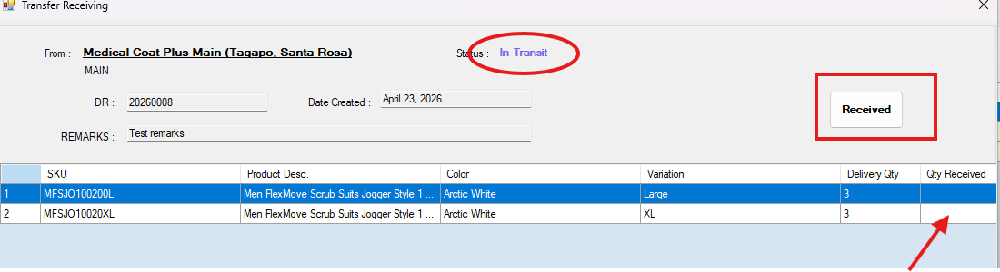 Transfer Receiving
From : Medical Coat Plus Main (Tagapo, Santa Rosa) Status : In Transit
MAIN
DR : 20260008 Date Created : April 23, 2026
Received
REMARKS : Test remarks
SKU Product Desc. Color Variation Delivery Qty Qty Received
1 MFSJO100200L Men FlexMove Scrub Suits Jogger Style 1 ... Arctic White Large 3
2 MFSJO10020XL Men FlexMove Scrub Suits Jogger Style 1 ... Arctic White XL 3